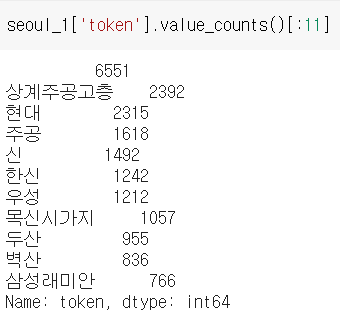 seoul_1['token'].value_counts()[:11]
6551
상계주공고층 2392
현대 2315
주공 1618
신 1492
한신 1242
우성 1212
목신시가지 1057
두산 955
벽산 836
삼성래미안 766
Name: token, dtype: int64